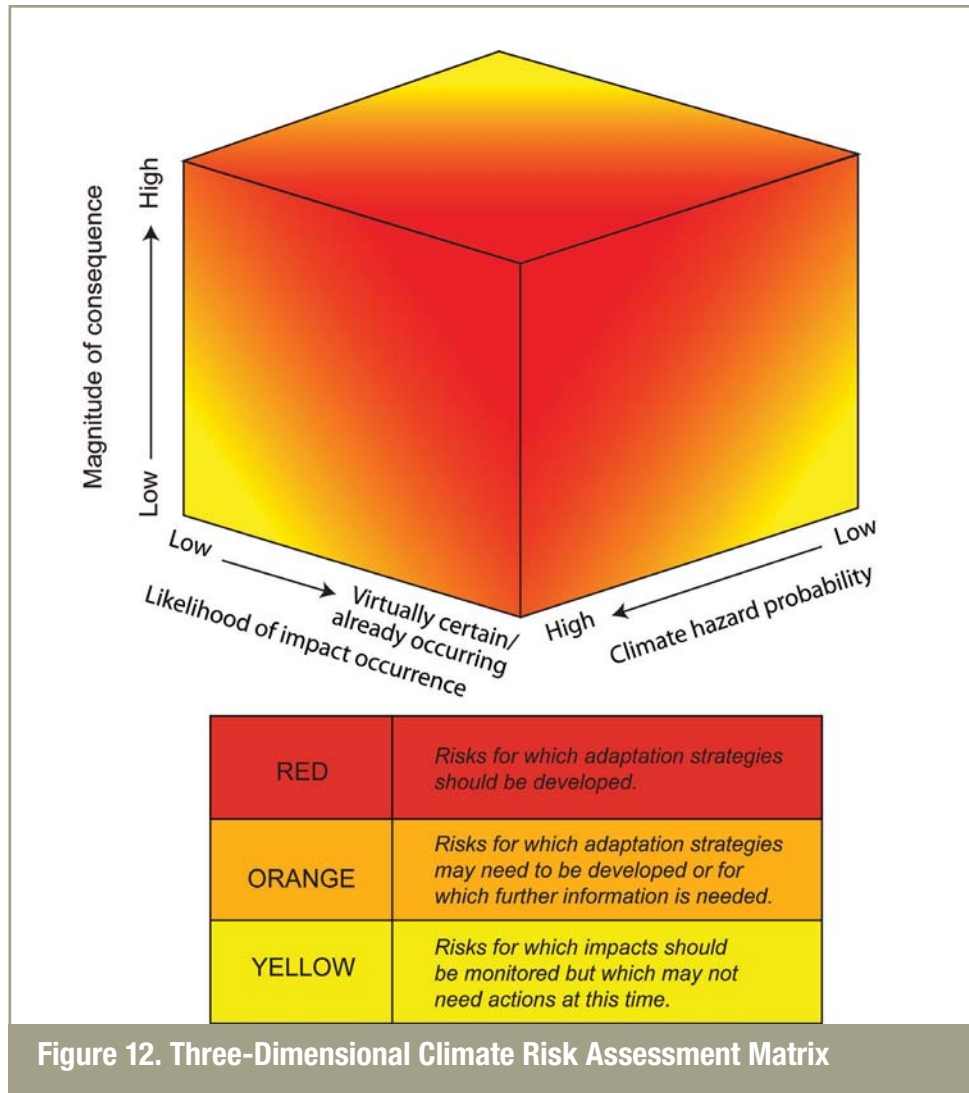 Magnitude of consequence
High
Low
Low
Virtually certain/
already occurring
Likelihood of impact occurrence
High
Low
Climate hazard probability
RED
Risks for which adaptation strategies
should be developed.
ORANGE
Risks for which adaptation strategies
may need to be developed or for
which further information is needed.
YELLOW
Risks for which impacts should
be monitored but which may not
need actions at this time.
Figure 12. Three-Dimensional Climate Risk Assessment Matrix